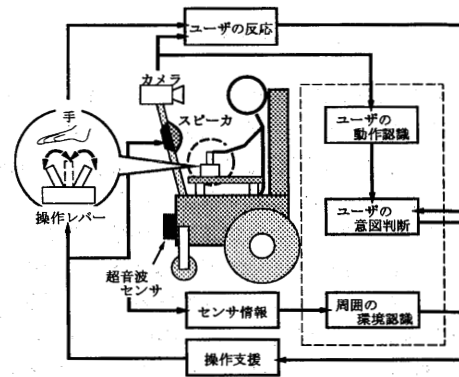 ユーザの反応
カメラ
スピーカ
手
操作レバー
ユーザの
動作認識
ユーザの
意図判断
超音波
センサ
センサ情報
周囲の
環境認識
操作支援